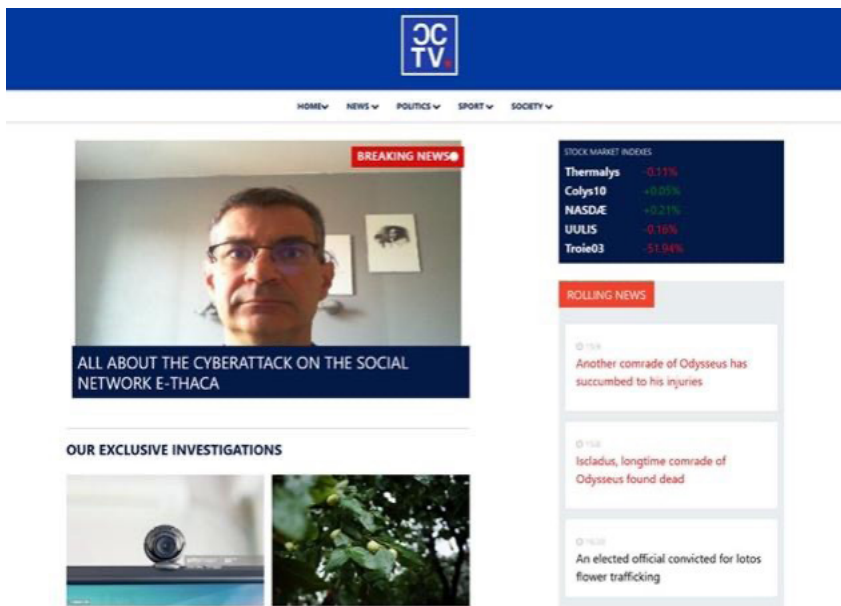 ƆC
TV.
HOME NEWS POLITICS SPORT SOCIETY
BREAKING NEWS
ALL ABOUT THE CYBERATTACK ON THE SOCIAL
NETWORK E-THACA
OUR EXCLUSIVE INVESTIGATIONS
STOCK MARKET INDEXES
Thermalys -0.11%
Colys10 +0.05%
NASDÆ +0.21%
UULIS -0.16%
Troie03 -51.94%
ROLLING NEWS
Another comrade of Odysseus has
succumbed to his injuries
Iscladus, longtime comrade of
Odysseus found dead
An elected official convicted for lotos
flower trafficking